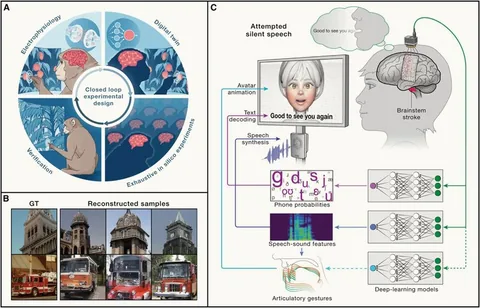 A
Electrophysiology
Digital twin
Closed loop
experimental
design
Verification
Exhaustive in silico experiments
B
GT
Reconstructed samples
C
Attempted
silent speech
Good to see you again
Avatar
animation
Text
decoding
Good to see you again
Speech
synthesis
Brainstem
stroke
Phone probabilities
Speech-sound features
Articulatory gestures
Deep-learning models